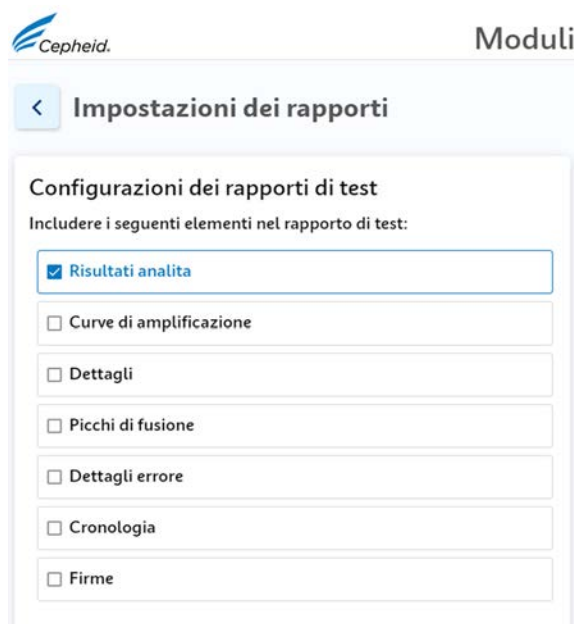 Cepheid.
Moduli
Impostazioni dei rapporti
Configurazioni dei rapporti di test
Includere i seguenti elementi nel rapporto di test:
Risultati analita
Curve di amplificazione
Dettagli
Picchi di fusione
Dettagli errore
Cronologia
Firme